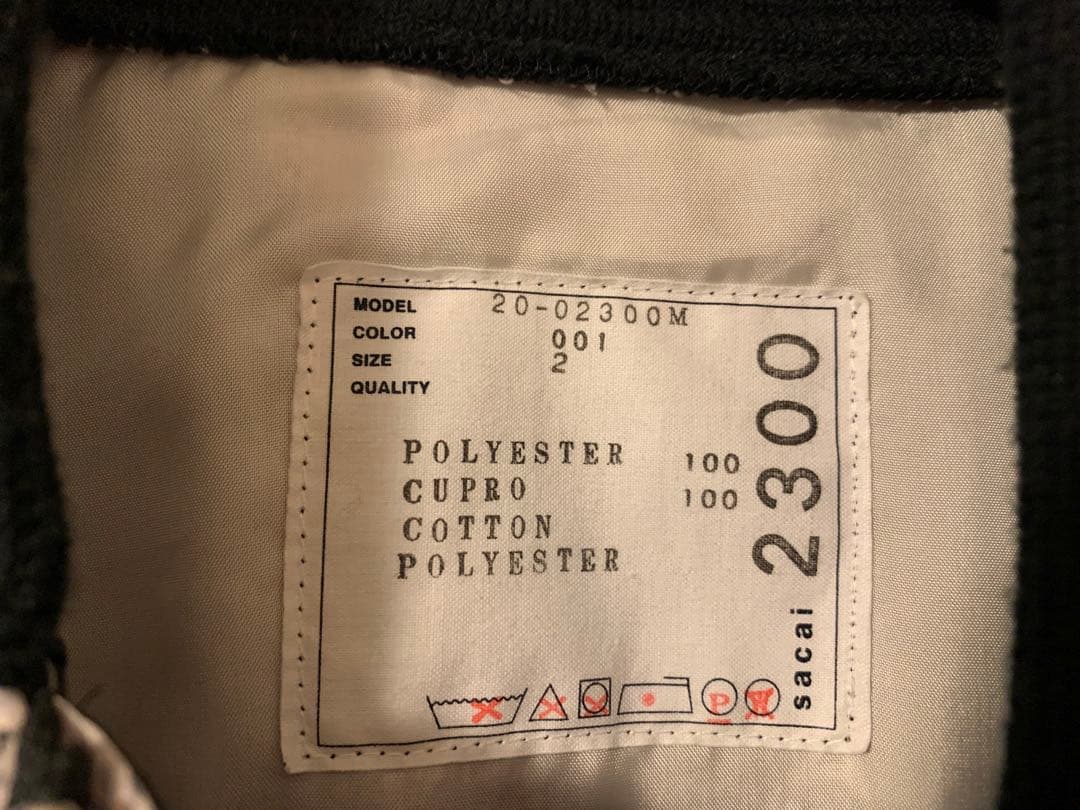 MODEL 20-02300M
COLOR 001
SIZE 2
QUALITY
POLYESTER 100
CUPRO 100
COTTON
POLYESTER
P
W
sacai 2300